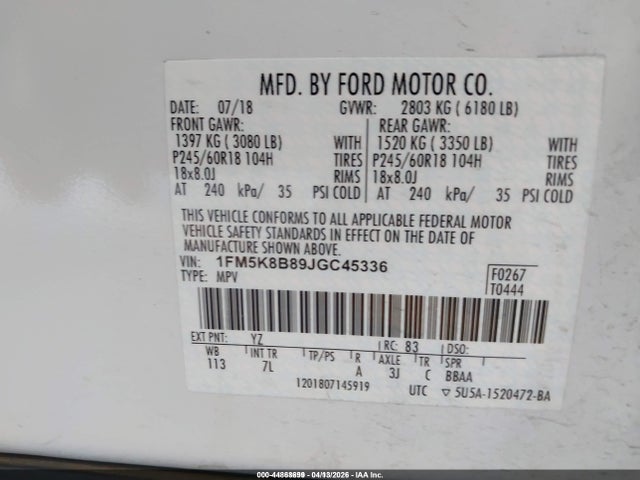 MFD. BY FORD MOTOR CO.
DATE: 07/18 GVWR: 2803 KG ( 6180 LB)
FRONT GAWR: REAR GAWR:
1397 KG ( 3080 LB) WITH 1520 KG ( 3350 LB) WITH
P245/60R18 104H TIRES P245/60R18 104H TIRES
18x8.0J RIMS 18x8.0J RIMS
AT 240 kPa/ 35 PSI COLD AT 240 kPa/ 35 PSI COLD
THIS VEHICLE CONFORMS TO ALL APPLICABLE FEDERAL MOTOR
VEHICLE SAFETY STANDARDS IN EFFECT ON THE DATE OF
MANUFACTURE SHOWN ABOVE.
VIN: 1FM5K8B89JGC45336 F0267
TYPE: MPV T0444
EXT PNT: YZ RC: 83 DSO:
WB INT TR TP/PS R AXLE TR SPR
113 7L A 3J C BBAA
1201807145919 UTC ▽ 5U5A-1520472-BA
04/13/2026 - IAA Inc.